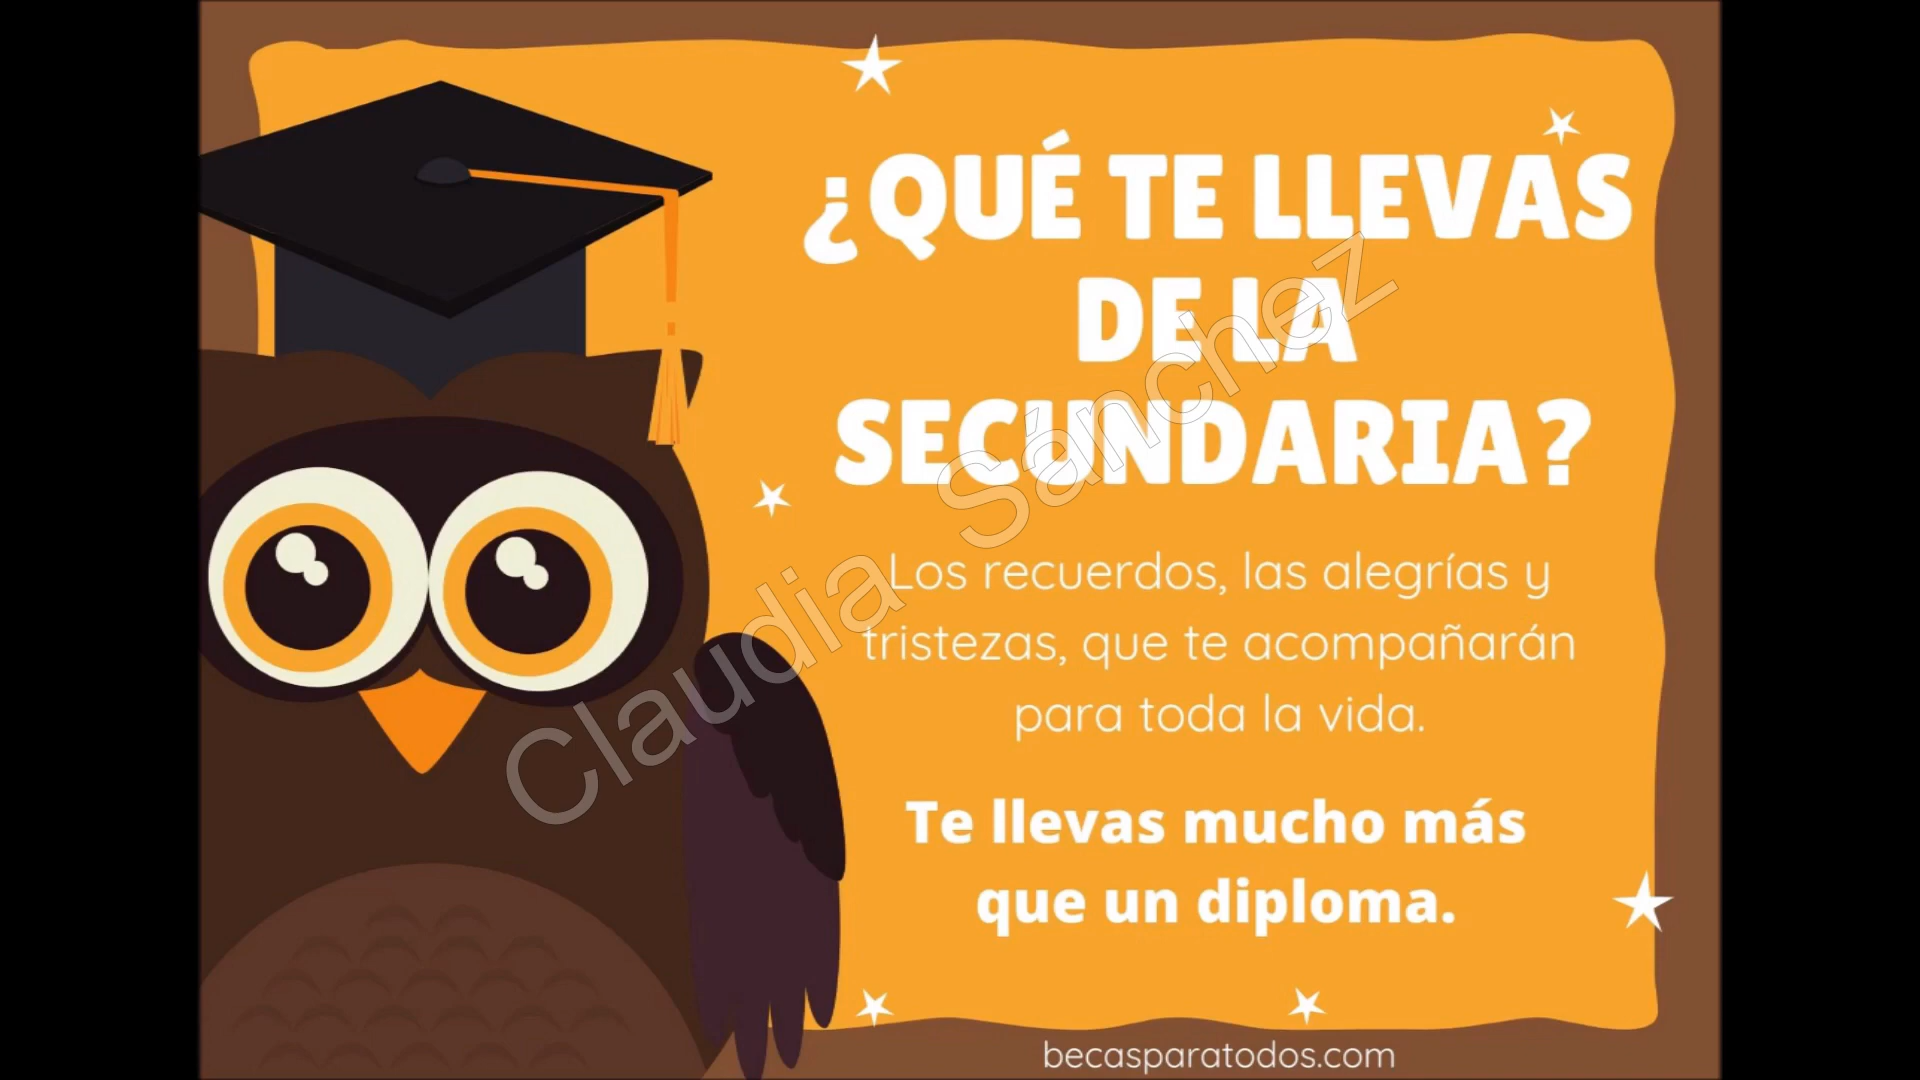 ¿QUÉ TE LLEVAS
DE LA
SECUNDARIA?
Los recuerdos, las alegrías y
tristezas, que te acompañarán
para toda la vida.
Te llevas mucho más
que un diploma.
becasparatodos.com
Claudia Sánchez